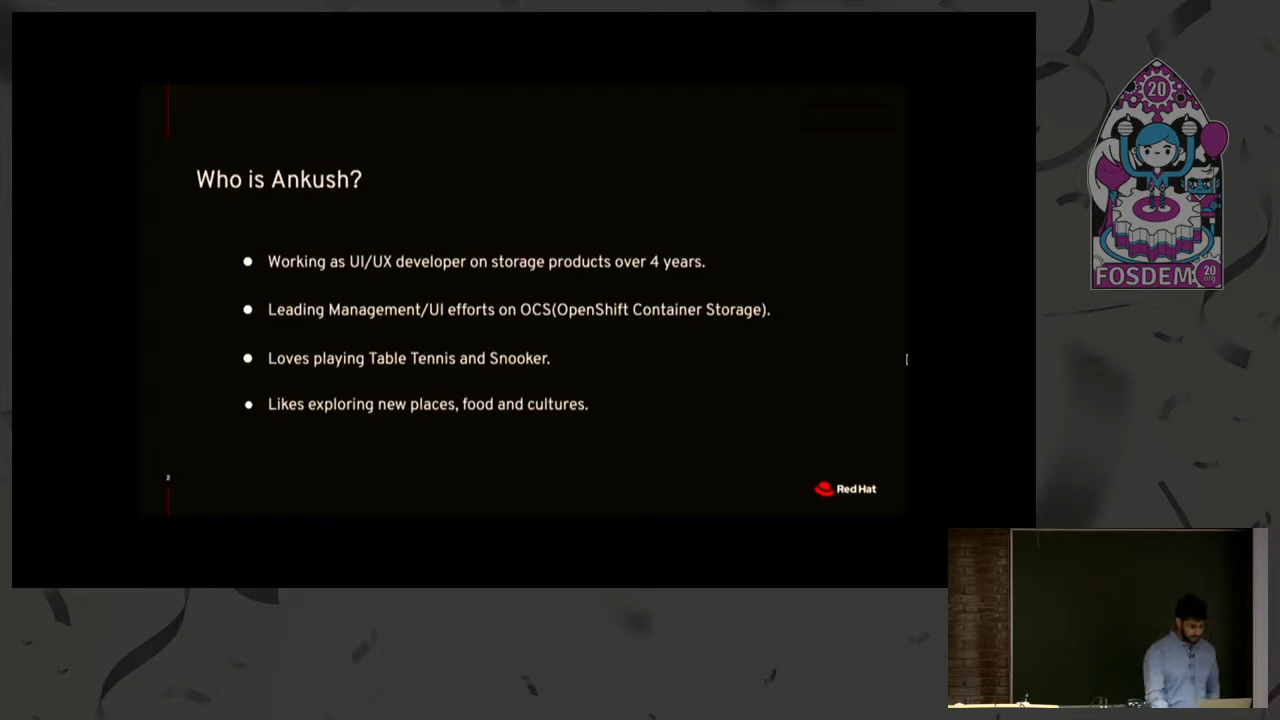 Who is Ankush?
● Working as UI/UX developer on storage products over 4 years.
● Leading Management/UI efforts on OCS(OpenShift Container Storage).
● Loves playing Table Tennis and Snooker.
● Likes exploring new places, food and cultures.
2
Red Hat
20
FOSDEM
20
.org